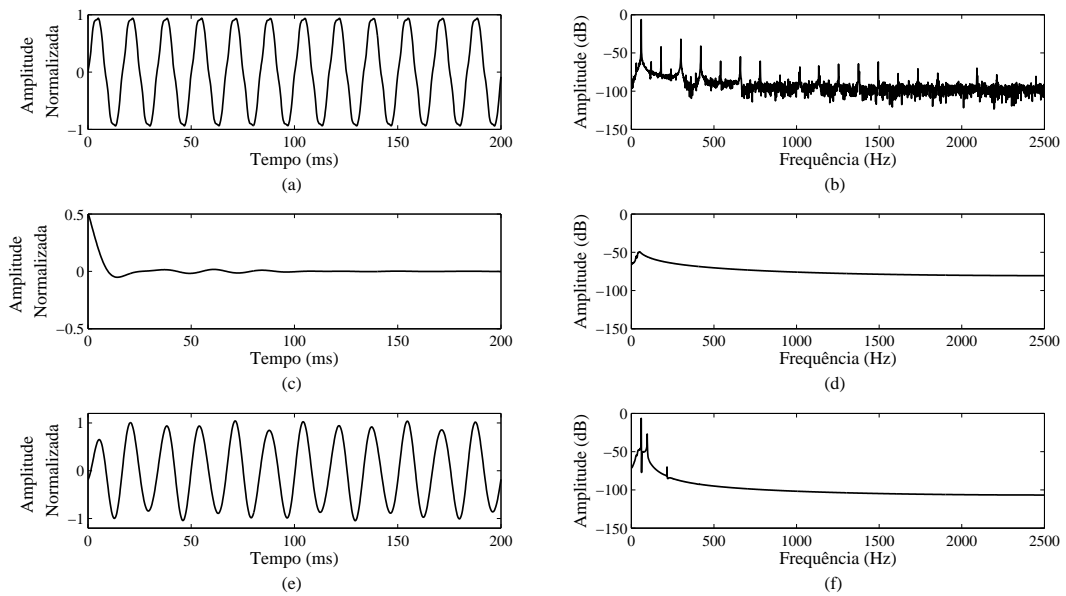 Amplitude
Normalizada
1
0
−1
0 50 100 150 200
Tempo (ms)
(a)
Amplitude (dB)
0
−50
−100
−150
0 500 1000 1500 2000 2500
Frequência (Hz)
(b)
Amplitude
Normalizada
0.5
0
−0.5
0 50 100 150 200
Tempo (ms)
(c)
Amplitude (dB)
0
−50
−100
−150
0 500 1000 1500 2000 2500
Frequência (Hz)
(d)
Amplitude
Normalizada
1
0
−1
0 50 100 150 200
Tempo (ms)
(e)
Amplitude (dB)
0
−50
−100
−150
0 500 1000 1500 2000 2500
Frequência (Hz)
(f)